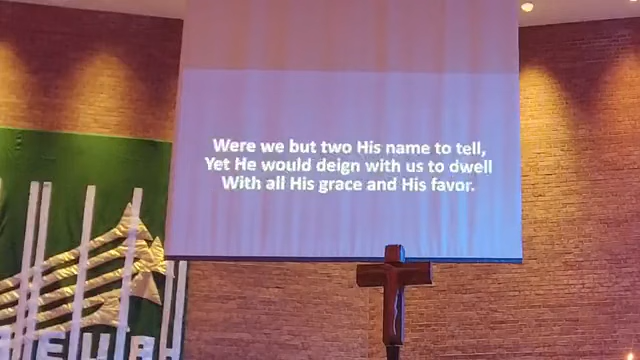 Were we but two His name to tell,
Yet He would deign with us to dwell
With all His grace and His favor.